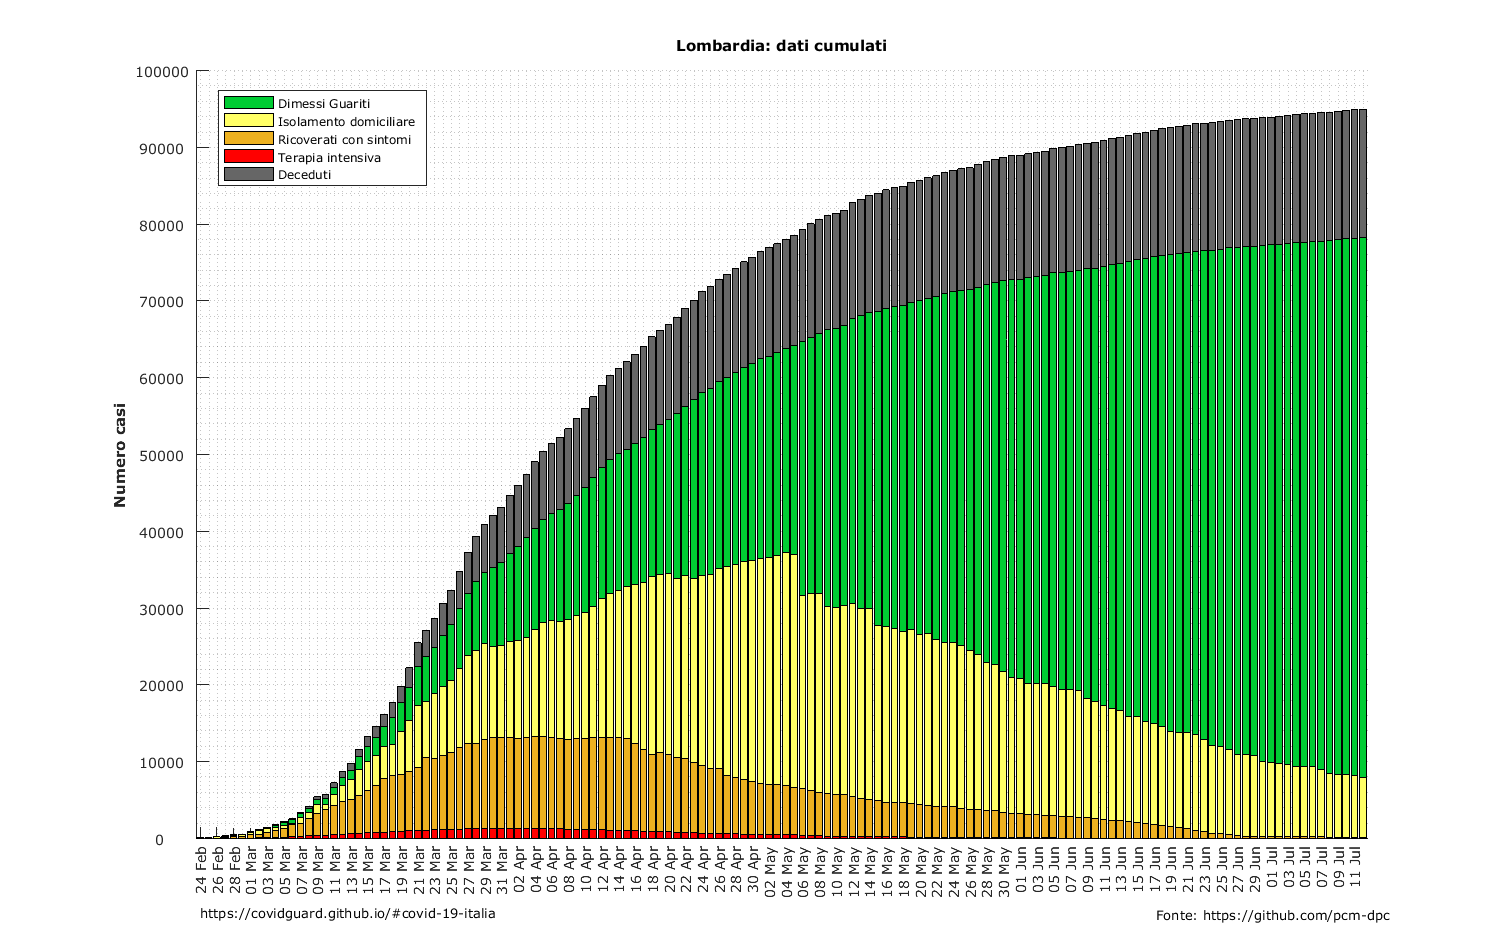 Lombardia: dati cumulati
100000
90000
80000
70000
60000
50000
40000
30000
20000
10000
0
Numero casi
Dimessi Guariti
Isolamento domiciliare
Ricoverati con sintomi
Terapia intensiva
Deceduti
24 Feb
26 Feb
28 Feb
01 Mar
03 Mar
05 Mar
07 Mar
09 Mar
11 Mar
13 Mar
15 Mar
17 Mar
19 Mar
21 Mar
23 Mar
25 Mar
27 Mar
29 Mar
31 Mar
02 Apr
04 Apr
06 Apr
08 Apr
10 Apr
12 Apr
14 Apr
16 Apr
18 Apr
20 Apr
22 Apr
24 Apr
26 Apr
28 Apr
30 Apr
02 May
04 May
06 May
08 May
10 May
12 May
14 May
16 May
18 May
20 May
22 May
24 May
26 May
28 May
30 May
01 Jun
03 Jun
05 Jun
07 Jun
09 Jun
11 Jun
13 Jun
15 Jun
17 Jun
19 Jun
21 Jun
23 Jun
25 Jun
27 Jun
29 Jun
01 Jul
03 Jul
05 Jul
07 Jul
09 Jul
11 Jul
https://covidguard.github.io/#covid-19-italia
Fonte: https://github.com/pcm-dpc